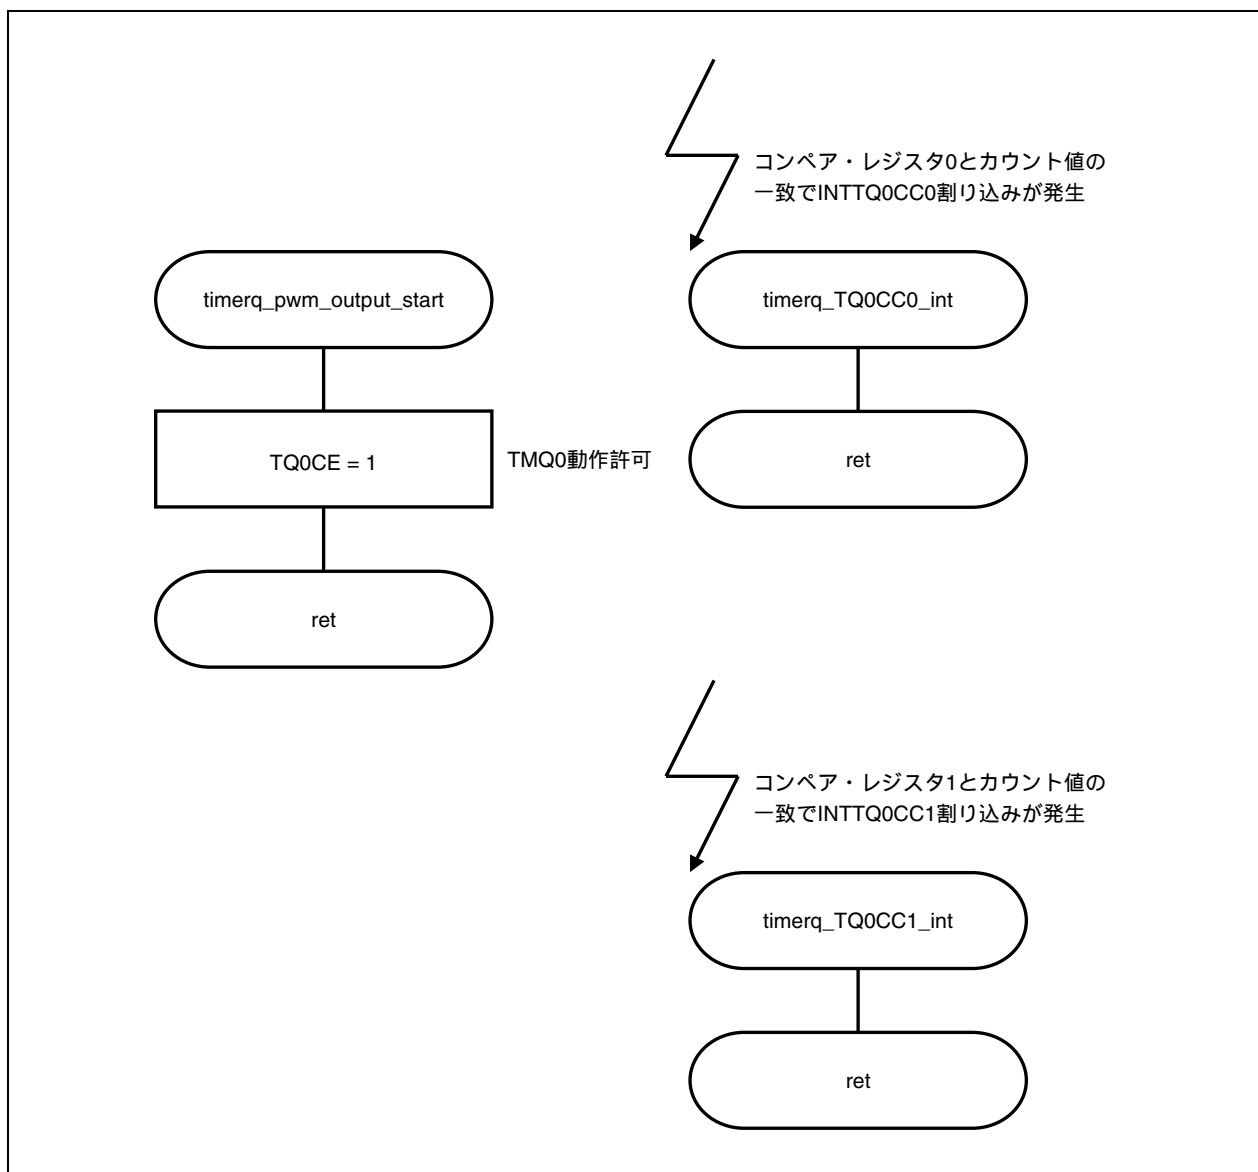 コンペア・レジスタ0とカウント値の
一致でINTTQ0CC0割り込みが発生
timerq_pwm_output_start
timerq_TQ0CC0_int
TQ0CE = 1
TMQ0動作許可
ret
ret
コンペア・レジスタ1とカウント値の
一致でINTTQ0CC1割り込みが発生
timerq_TQ0CC1_int
ret